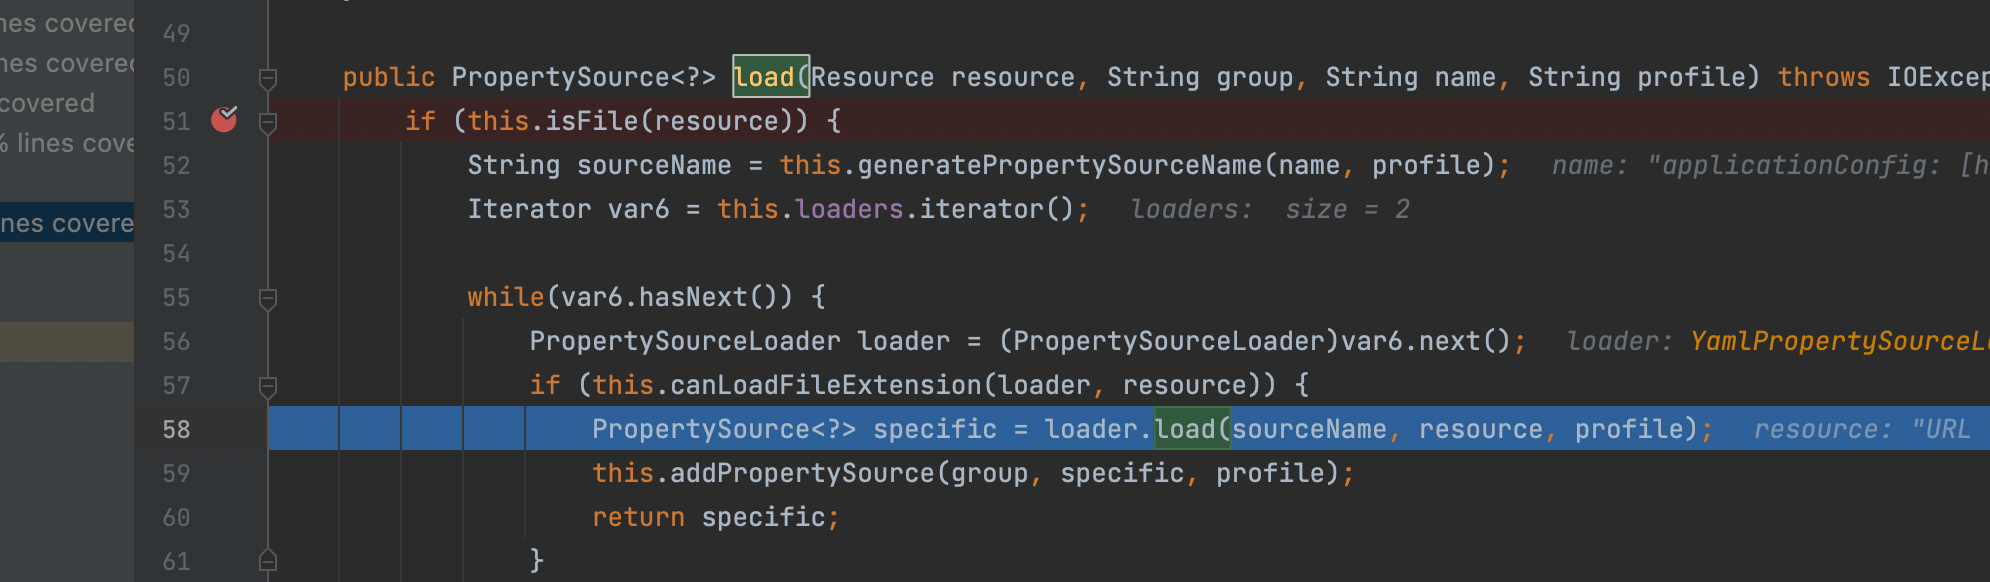 nes covered
nes covered
covered
% lines cove
nes covere
49
50 public PropertySource<?> load(Resource resource, String group, String name, String profile) throws IOExcep
51 if (this.isFile(resource)) {
52 String sourceName = this.generatePropertySourceName(name, profile); name: "applicationConfig: [h
53 Iterator var6 = this.loaders.iterator(); loaders: size = 2
54
55 while(var6.hasNext()) {
56 PropertySourceLoader loader = (PropertySourceLoader)var6.next(); loader: YamlPropertySourceL
57 if (this.canLoadFileExtension(loader, resource)) {
58 PropertySource<?> specific = loader.load(sourceName, resource, profile); resource: "URL
59 this.addPropertySource(group, specific, profile);
60 return specific;
61 }